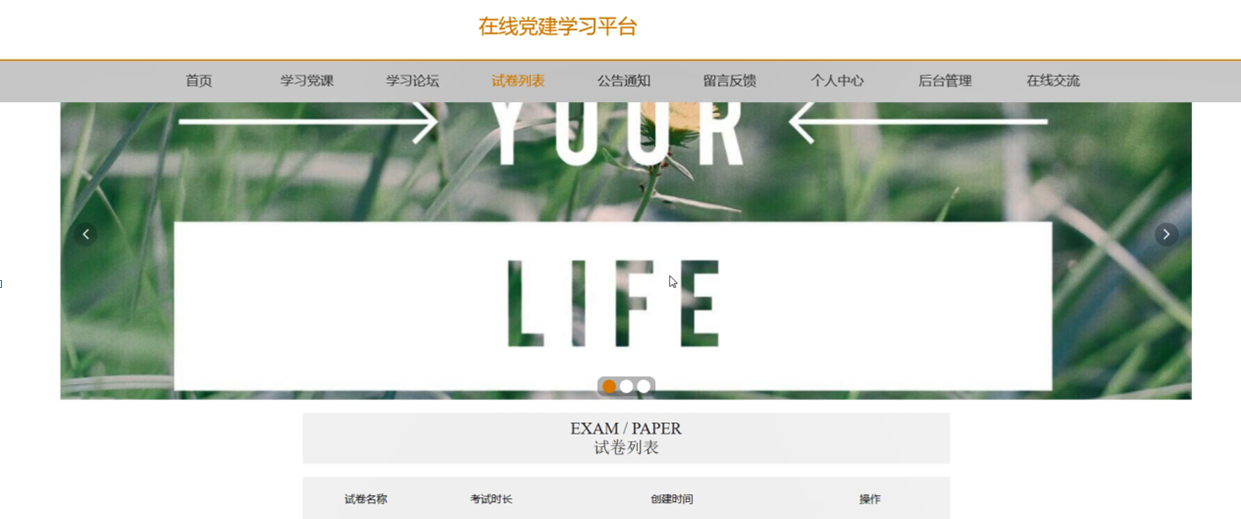 在线党建学习平台
首页 学习党课 学习论坛 试卷列表 公告通知 留言反馈 个人中心 后台管理 在线交流
YOUR
LIFE
EXAM / PAPER
试卷列表
试卷名称 考试时长 创建时间 操作